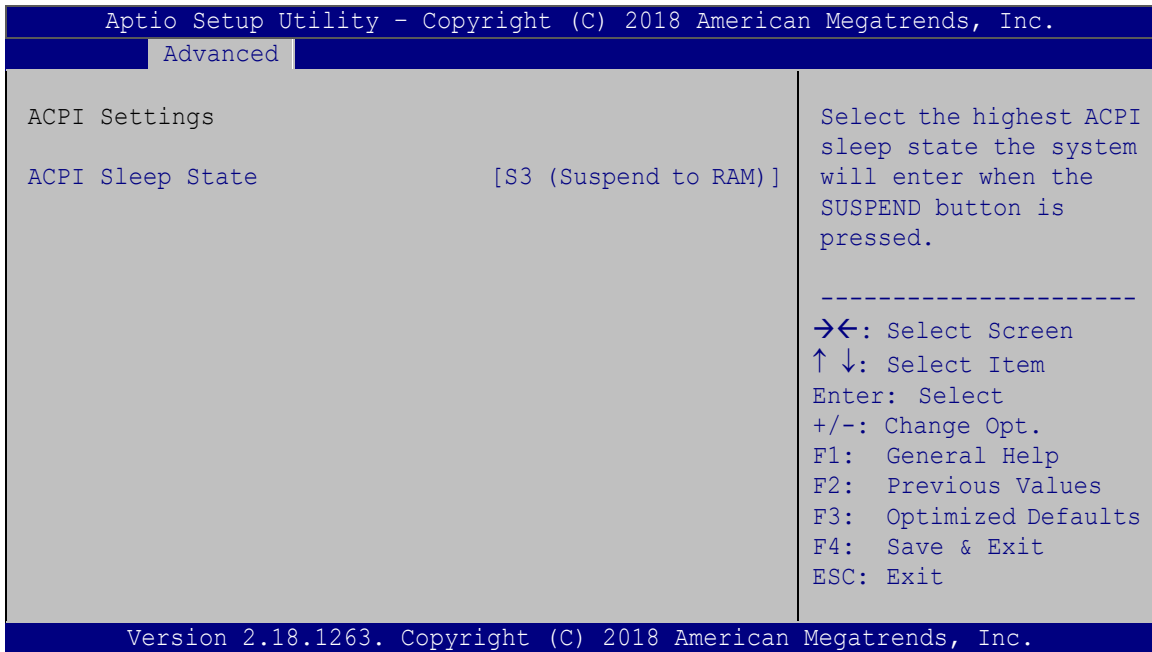 Aptio Setup Utility – Copyright (C) 2018 American Megatrends, Inc.
Advanced
ACPI Settings
ACPI Sleep State [S3 (Suspend to RAM)]
Select the highest ACPI
sleep state the system
will enter when the
SUSPEND button is
pressed.
----------------------
→←: Select Screen
↑ ↓: Select Item
Enter: Select
+/-: Change Opt.
F1: General Help
F2: Previous Values
F3: Optimized Defaults
F4: Save & Exit
ESC: Exit
Version 2.18.1263. Copyright (C) 2018 American Megatrends, Inc.